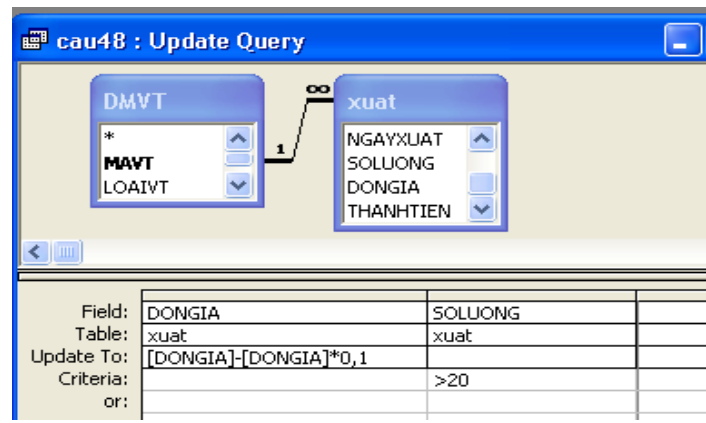 cau48 : Update Query
DMVT
*
MAVT
LOAIVT
1
∞
xuat
NGAYXUAT
SOLUONG
DONGIA
THANHTIEN
Field: DONGIA SOLUONG
Table: xuat xuat
Update To: [DONGIA]-[DONGIA]*0,1
Criteria: >20
or: